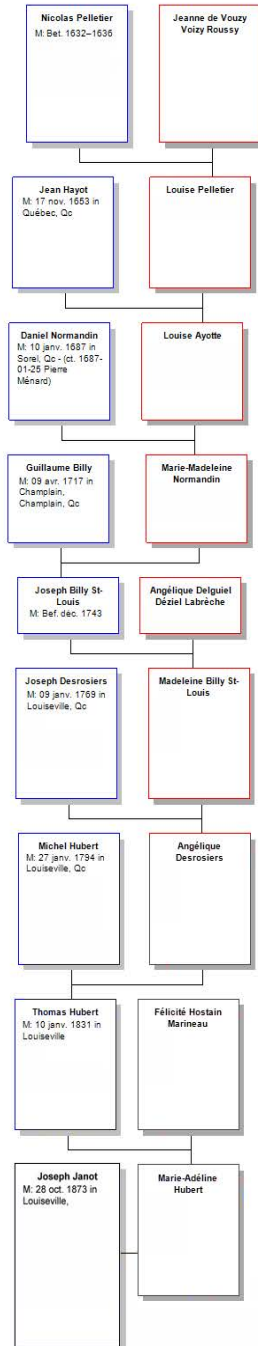 Nicolas Pelletier
M: Bet. 1632–1636
Jeanne de Vouzy
Voizy Roussy
Jean Hayot
M: 17 nov. 1653 in
Québec, Qc
Louise Pelletier
Daniel Normandin
M: 10 janv. 1687 in
Sorel, Qc - (ct. 1687-
01-25 Pierre
Ménard)
Louise Ayotte
Guillaume Billy
M: 09 avr. 1717 in
Champlain,
Champlain, Qc
Marie-Madeleine
Normandin
Joseph Billy St-
Louis
M: Bef. déc. 1743
Angélique Delguiel
Déziel Labrèche
Joseph Desrosiers
M: 09 janv. 1769 in
Louiseville, Qc
Madeleine Billy St-
Louis
Michel Hubert
M: 27 janv. 1794 in
Louiseville, Qc
Angélique
Desrosiers
Thomas Hubert
M: 10 janv. 1831 in
Louiseville
Félicité Hostain
Marineau
Joseph Janot
M: 28 oct. 1873 in
Louiseville,
Marie-Adéline
Hubert